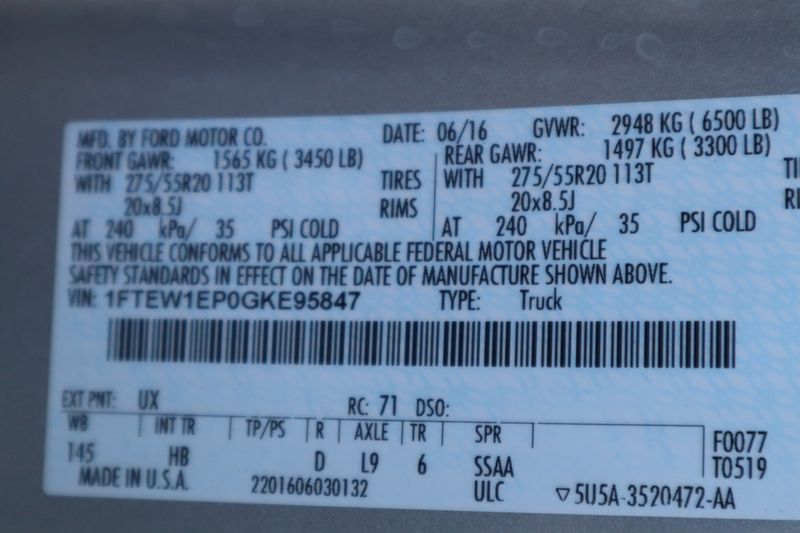 MFD. BY FORD MOTOR CO. DATE: 06/16 GVWR: 2948 KG ( 6500 LB)
FRONT GAWR: 1565 KG ( 3450 LB) REAR GAWR: 1497 KG ( 3300 LB)
WITH 275/55R20 113T TIRES WITH 275/55R20 113T TI
20x8.5J RIMS 20x8.5J RI
AT 240 kPa/ 35 PSI COLD AT 240 kPa/ 35 PSI COLD
THIS VEHICLE CONFORMS TO ALL APPLICABLE FEDERAL MOTOR VEHICLE
SAFETY STANDARDS IN EFFECT ON THE DATE OF MANUFACTURE SHOWN ABOVE.
VIN: 1FTEW1EP0GKE95847 TYPE: Truck
EXT PNT: UX RC: 71 DSO:
WB INT TR TP/PS R AXLE TR SPR F0077
145 HB D L9 6 SSAA T0519
MADE IN U.S.A. 2201606030132 ULC ▽5U5A-3520472-AA